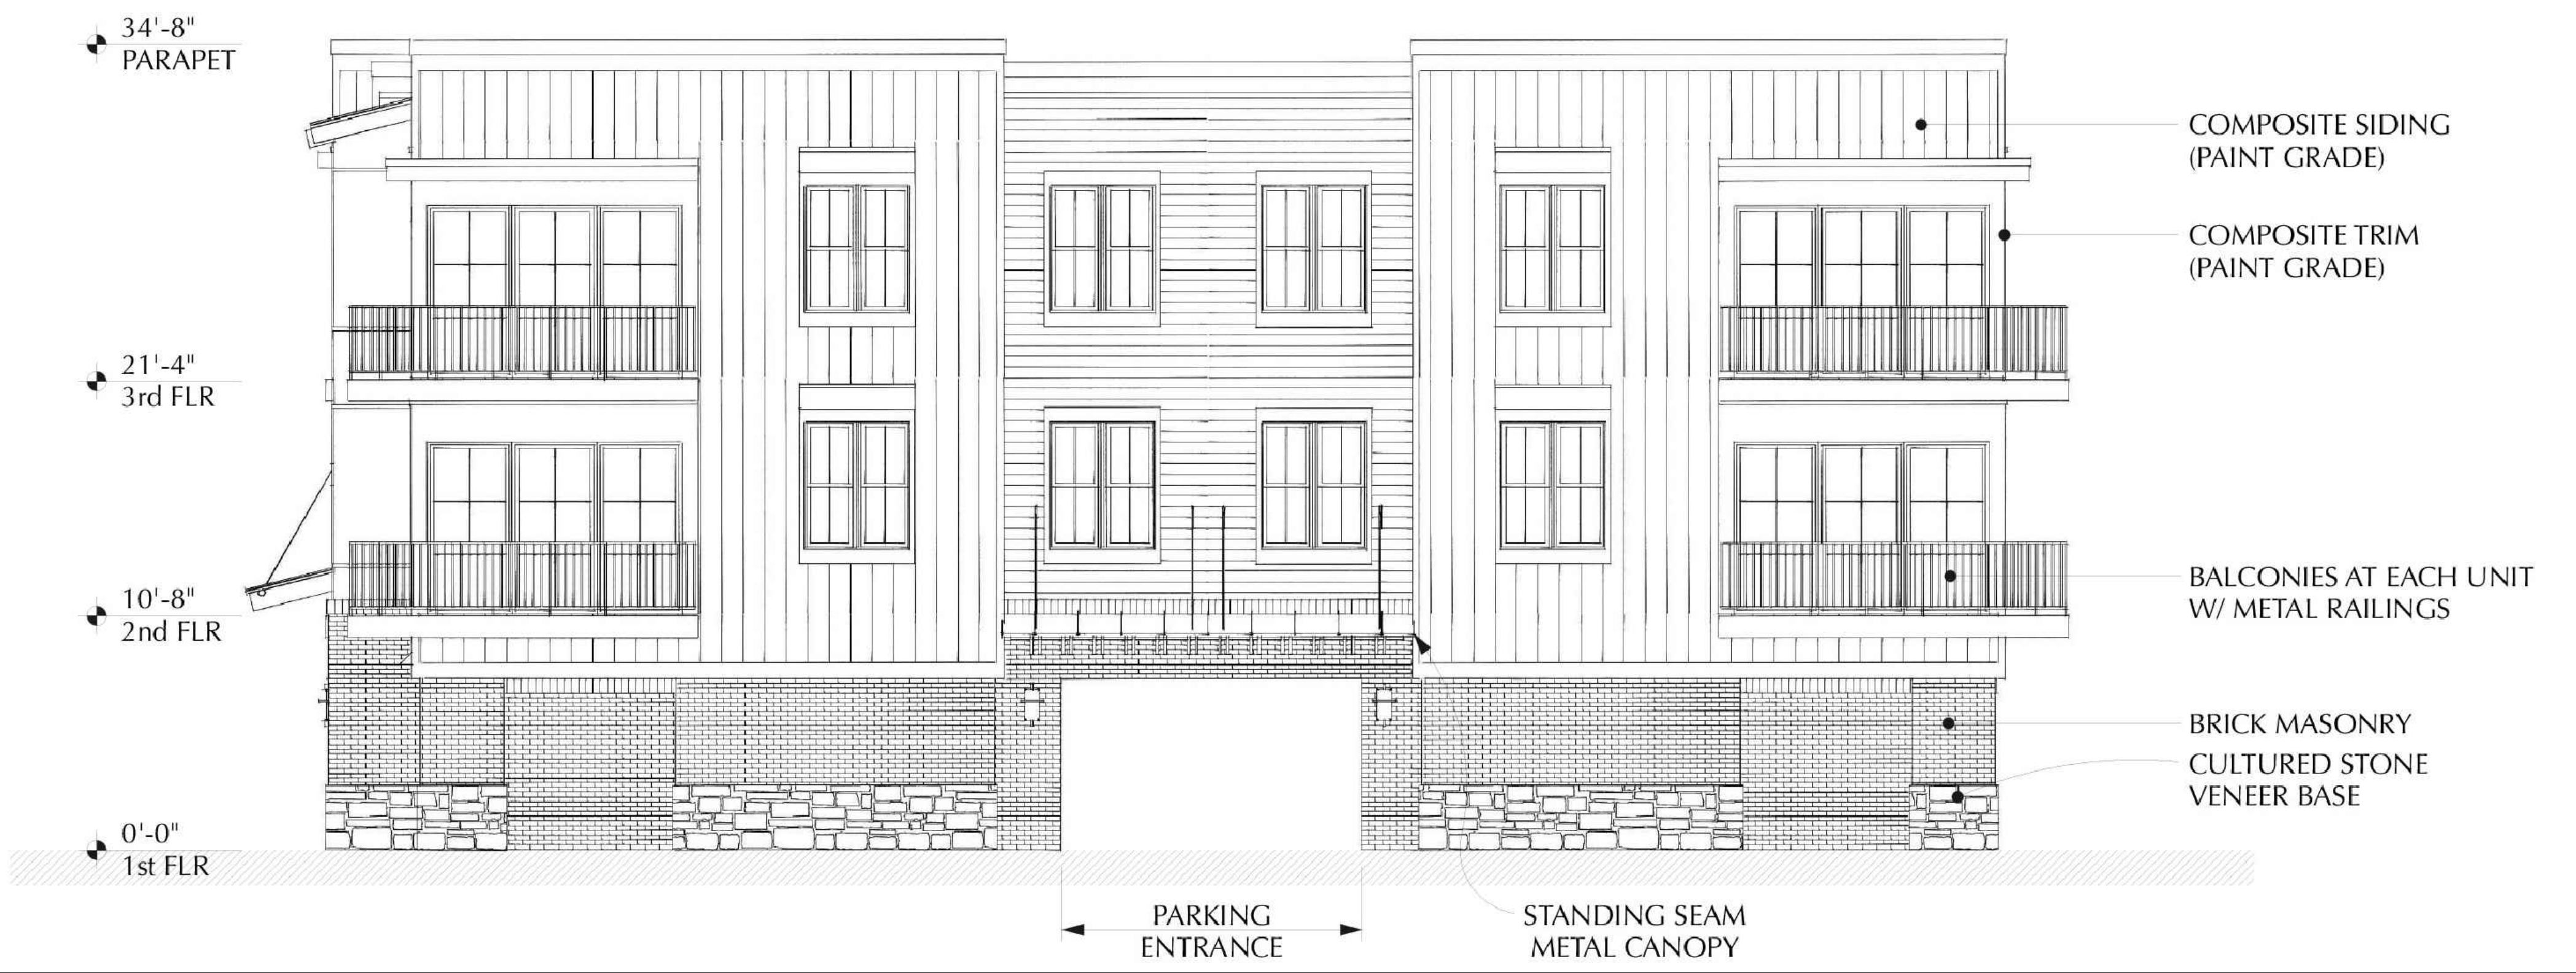 34'-8"
PARAPET
COMPOSITE SIDING
(PAINT GRADE)
COMPOSITE TRIM
(PAINT GRADE)
21'-4"
3rd FLR
10'-8"
2nd FLR
BALCONIES AT EACH UNIT
W/ METAL RAILINGS
BRICK MASONRY
CULTURED STONE
VENEER BASE
0'-0"
1st FLR
PARKING
ENTRANCE
STANDING SEAM
METAL CANOPY